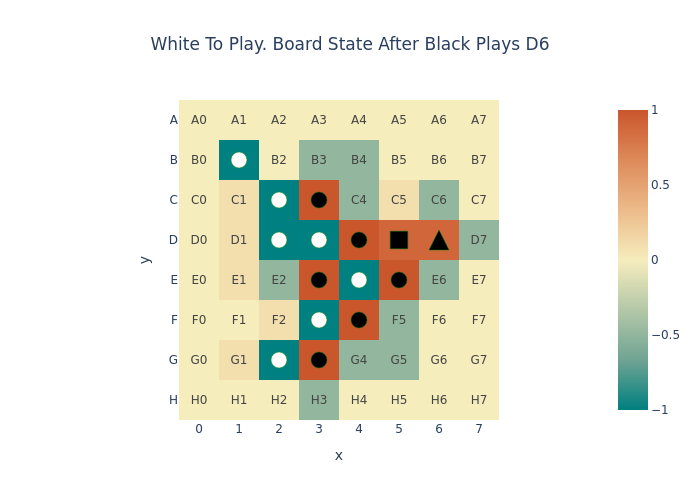 White To Play. Board State After Black Plays D6
A A0 A1 A2 A3 A4 A5 A6 A7 1
B B0 B2 B3 B4 B5 B6 B7
C C0 C1 C4 C5 C6 C7 0.5
D D0 D1 D7
y 0
E E0 E1 E2 E6 E7
F F0 F1 F2 F5 F6 F7 −0.5
G G0 G1 G4 G5 G6 G7
H H0 H1 H2 H3 H4 H5 H6 H7 −1
0 1 2 3 4 5 6 7
x